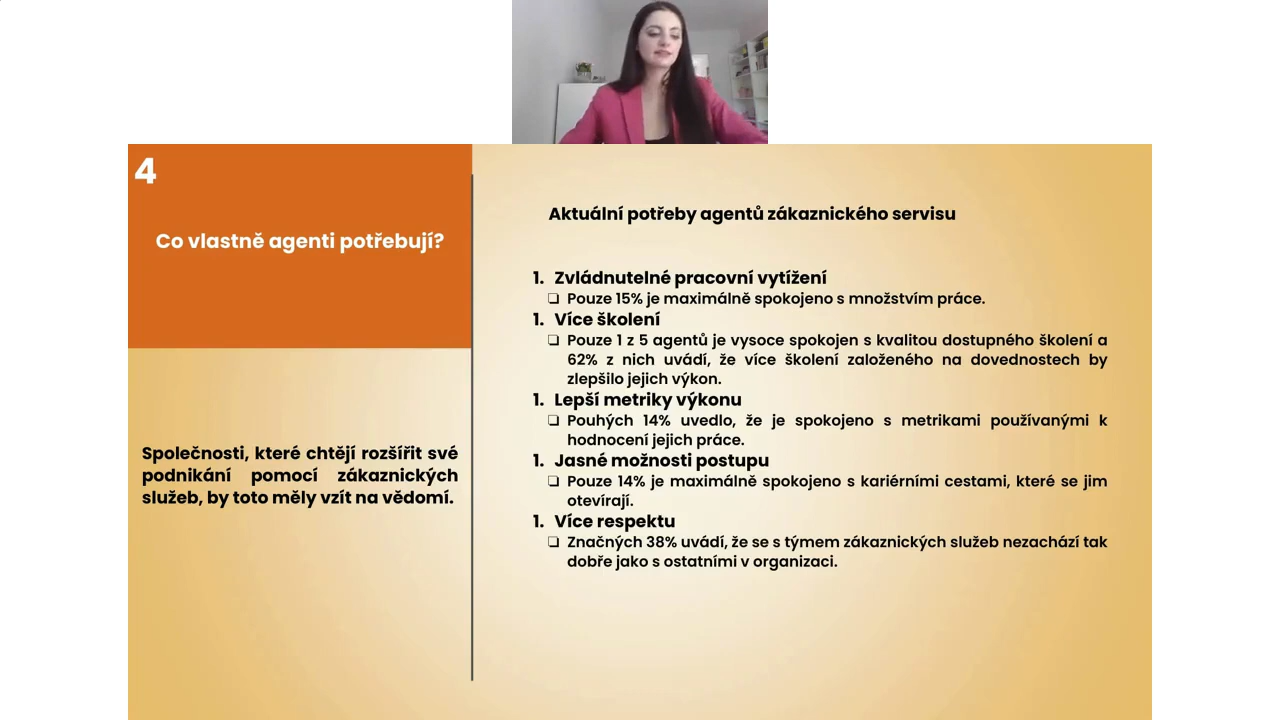 4
Co vlastně agenti potřebují?
Společnosti, které chtějí rozšířit své
podnikání pomocí zákaznických
služeb, by toto měly vzít na vědomí.
Aktuální potřeby agentů zákaznického servisu
1. Zvládnutelné pracovní vytížení
❏ Pouze 15% je maximálně spokojeno s množstvím práce.
1. Více školení
❏ Pouze 1 z 5 agentů je vysoce spokojen s kvalitou dostupného školení a
62% z nich uvádí, že více školení založeného na dovednostech by
zlepšilo jejich výkon.
1. Lepší metriky výkonu
❏ Pouhých 14% uvedlo, že je spokojeno s metrikami používanými k
hodnocení jejich práce.
1. Jasné možnosti postupu
❏ Pouze 14% je maximálně spokojeno s kariérními cestami, které se jim
otevírají.
1. Více respektu
❏ Značných 38% uvádí, že se s týmem zákaznických služeb nezachází tak
dobře jako s ostatními v organizaci.